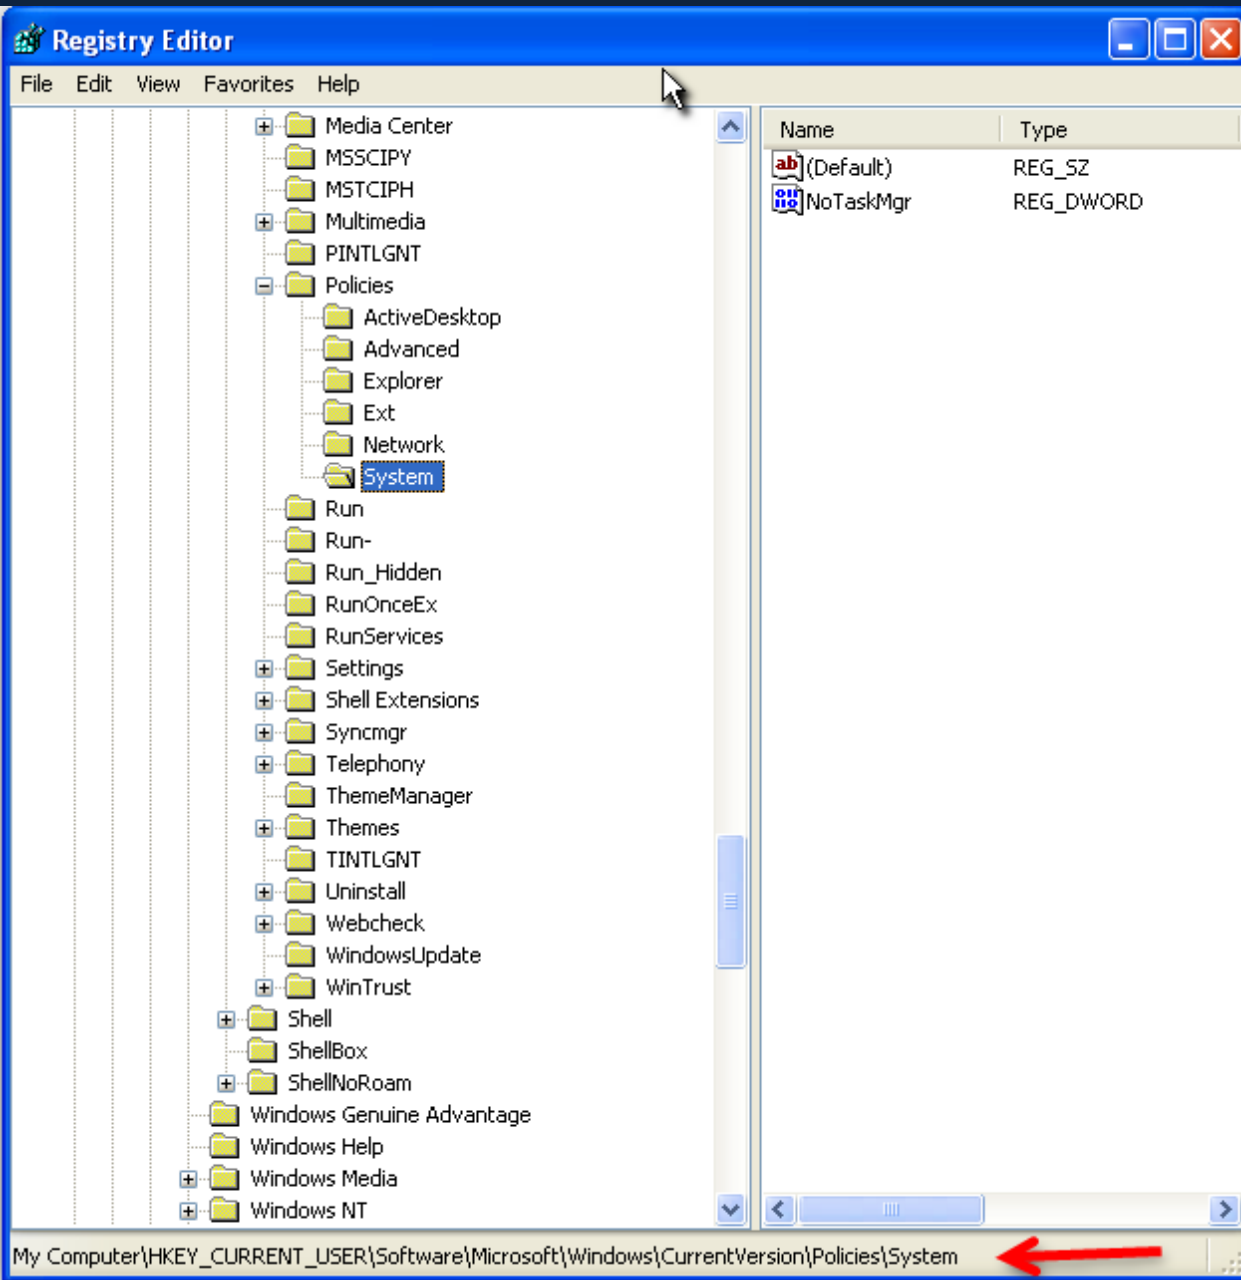 Registry Editor
File Edit View Favorites Help
Media Center
MSSCIPY
MSTCIPH
Multimedia
PINTLGNT
Policies
ActiveDesktop
Advanced
Explorer
Ext
Network
System
Run
Run-
Run_Hidden
RunOnceEx
RunServices
Settings
Shell Extensions
Syncmgr
Telephony
ThemeManager
Themes
TINTLGNT
Uninstall
Webcheck
WindowsUpdate
WinTrust
Shell
ShellBox
ShellNoRoam
Windows Genuine Advantage
Windows Help
Windows Media
Windows NT
Name Type
(Default) REG_SZ
NoTaskMgr REG_DWORD
My Computer\HKEY_CURRENT_USER\Software\Microsoft\Windows\CurrentVersion\Policies\System